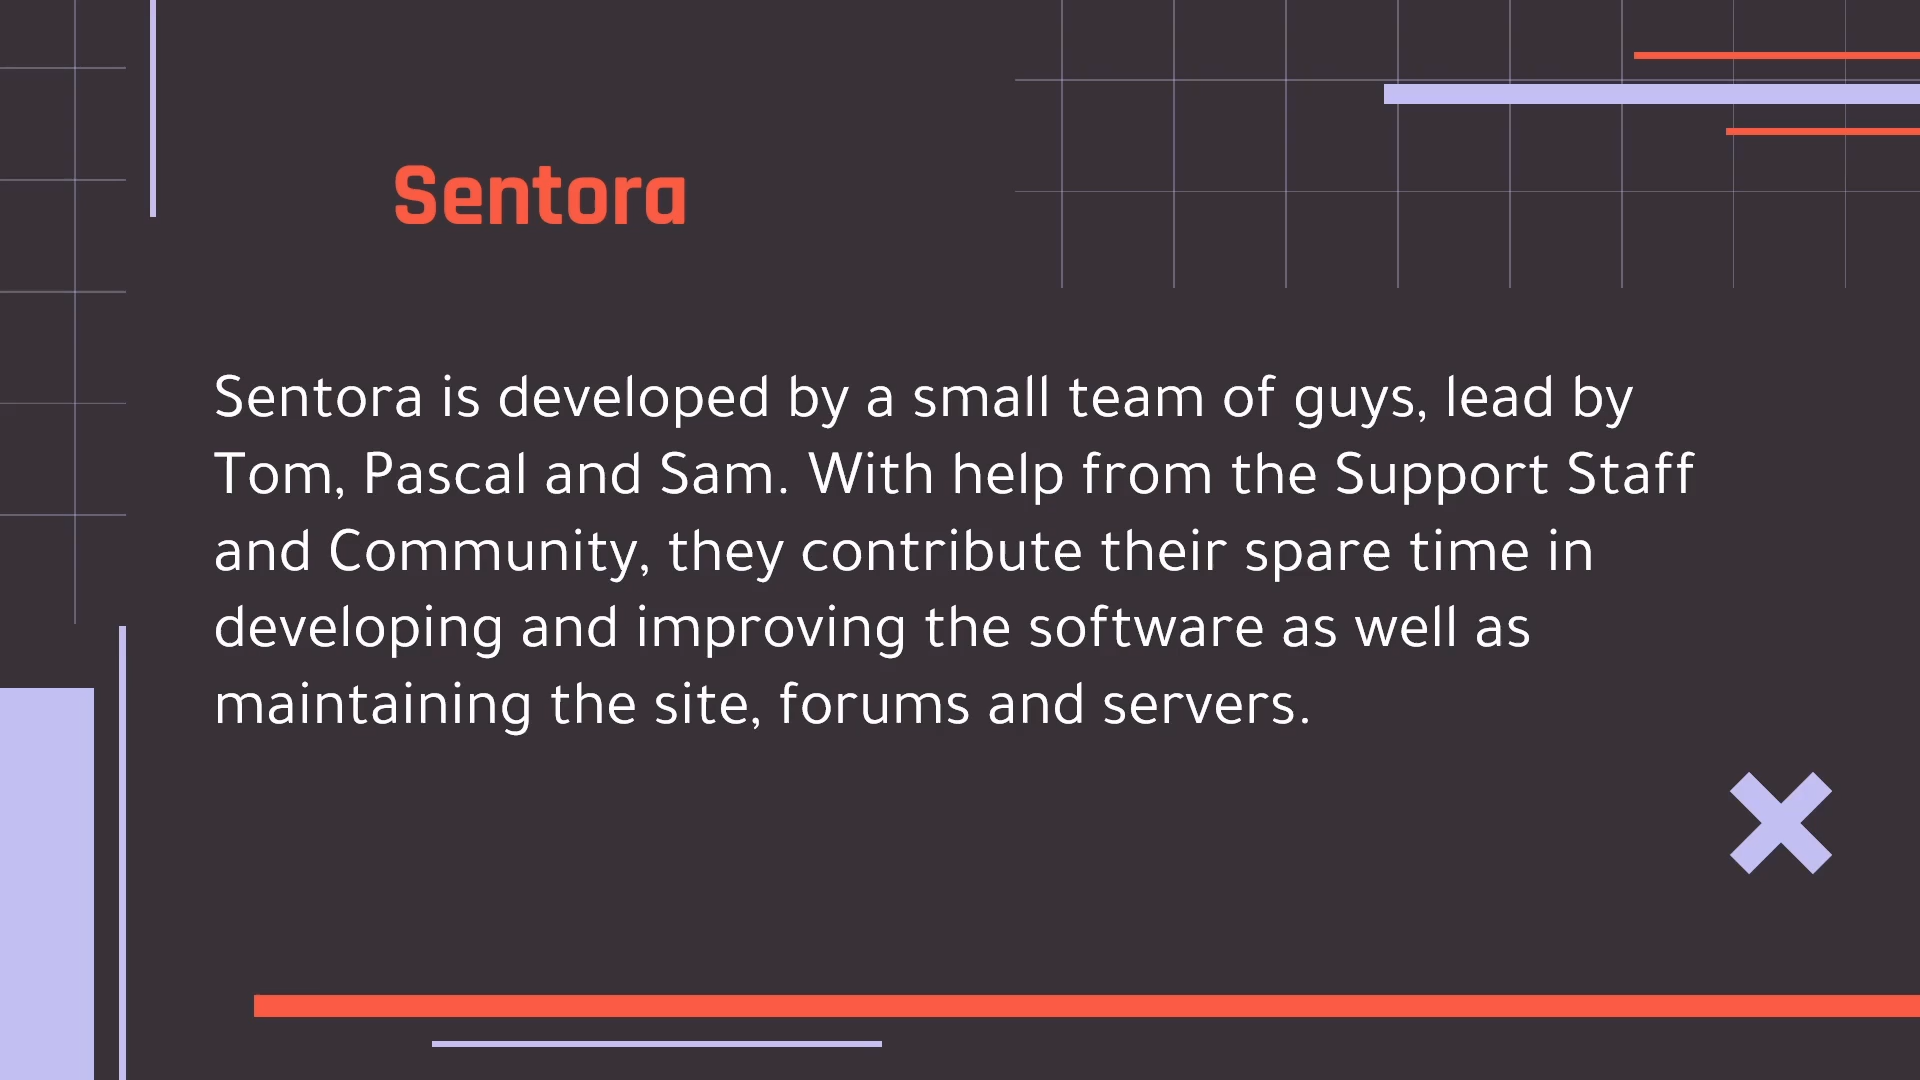 Sentora
Sentora is developed by a small team of guys, lead by
Tom, Pascal and Sam. With help from the Support Staff
and Community, they contribute their spare time in
developing and improving the software as well as
maintaining the site, forums and servers.